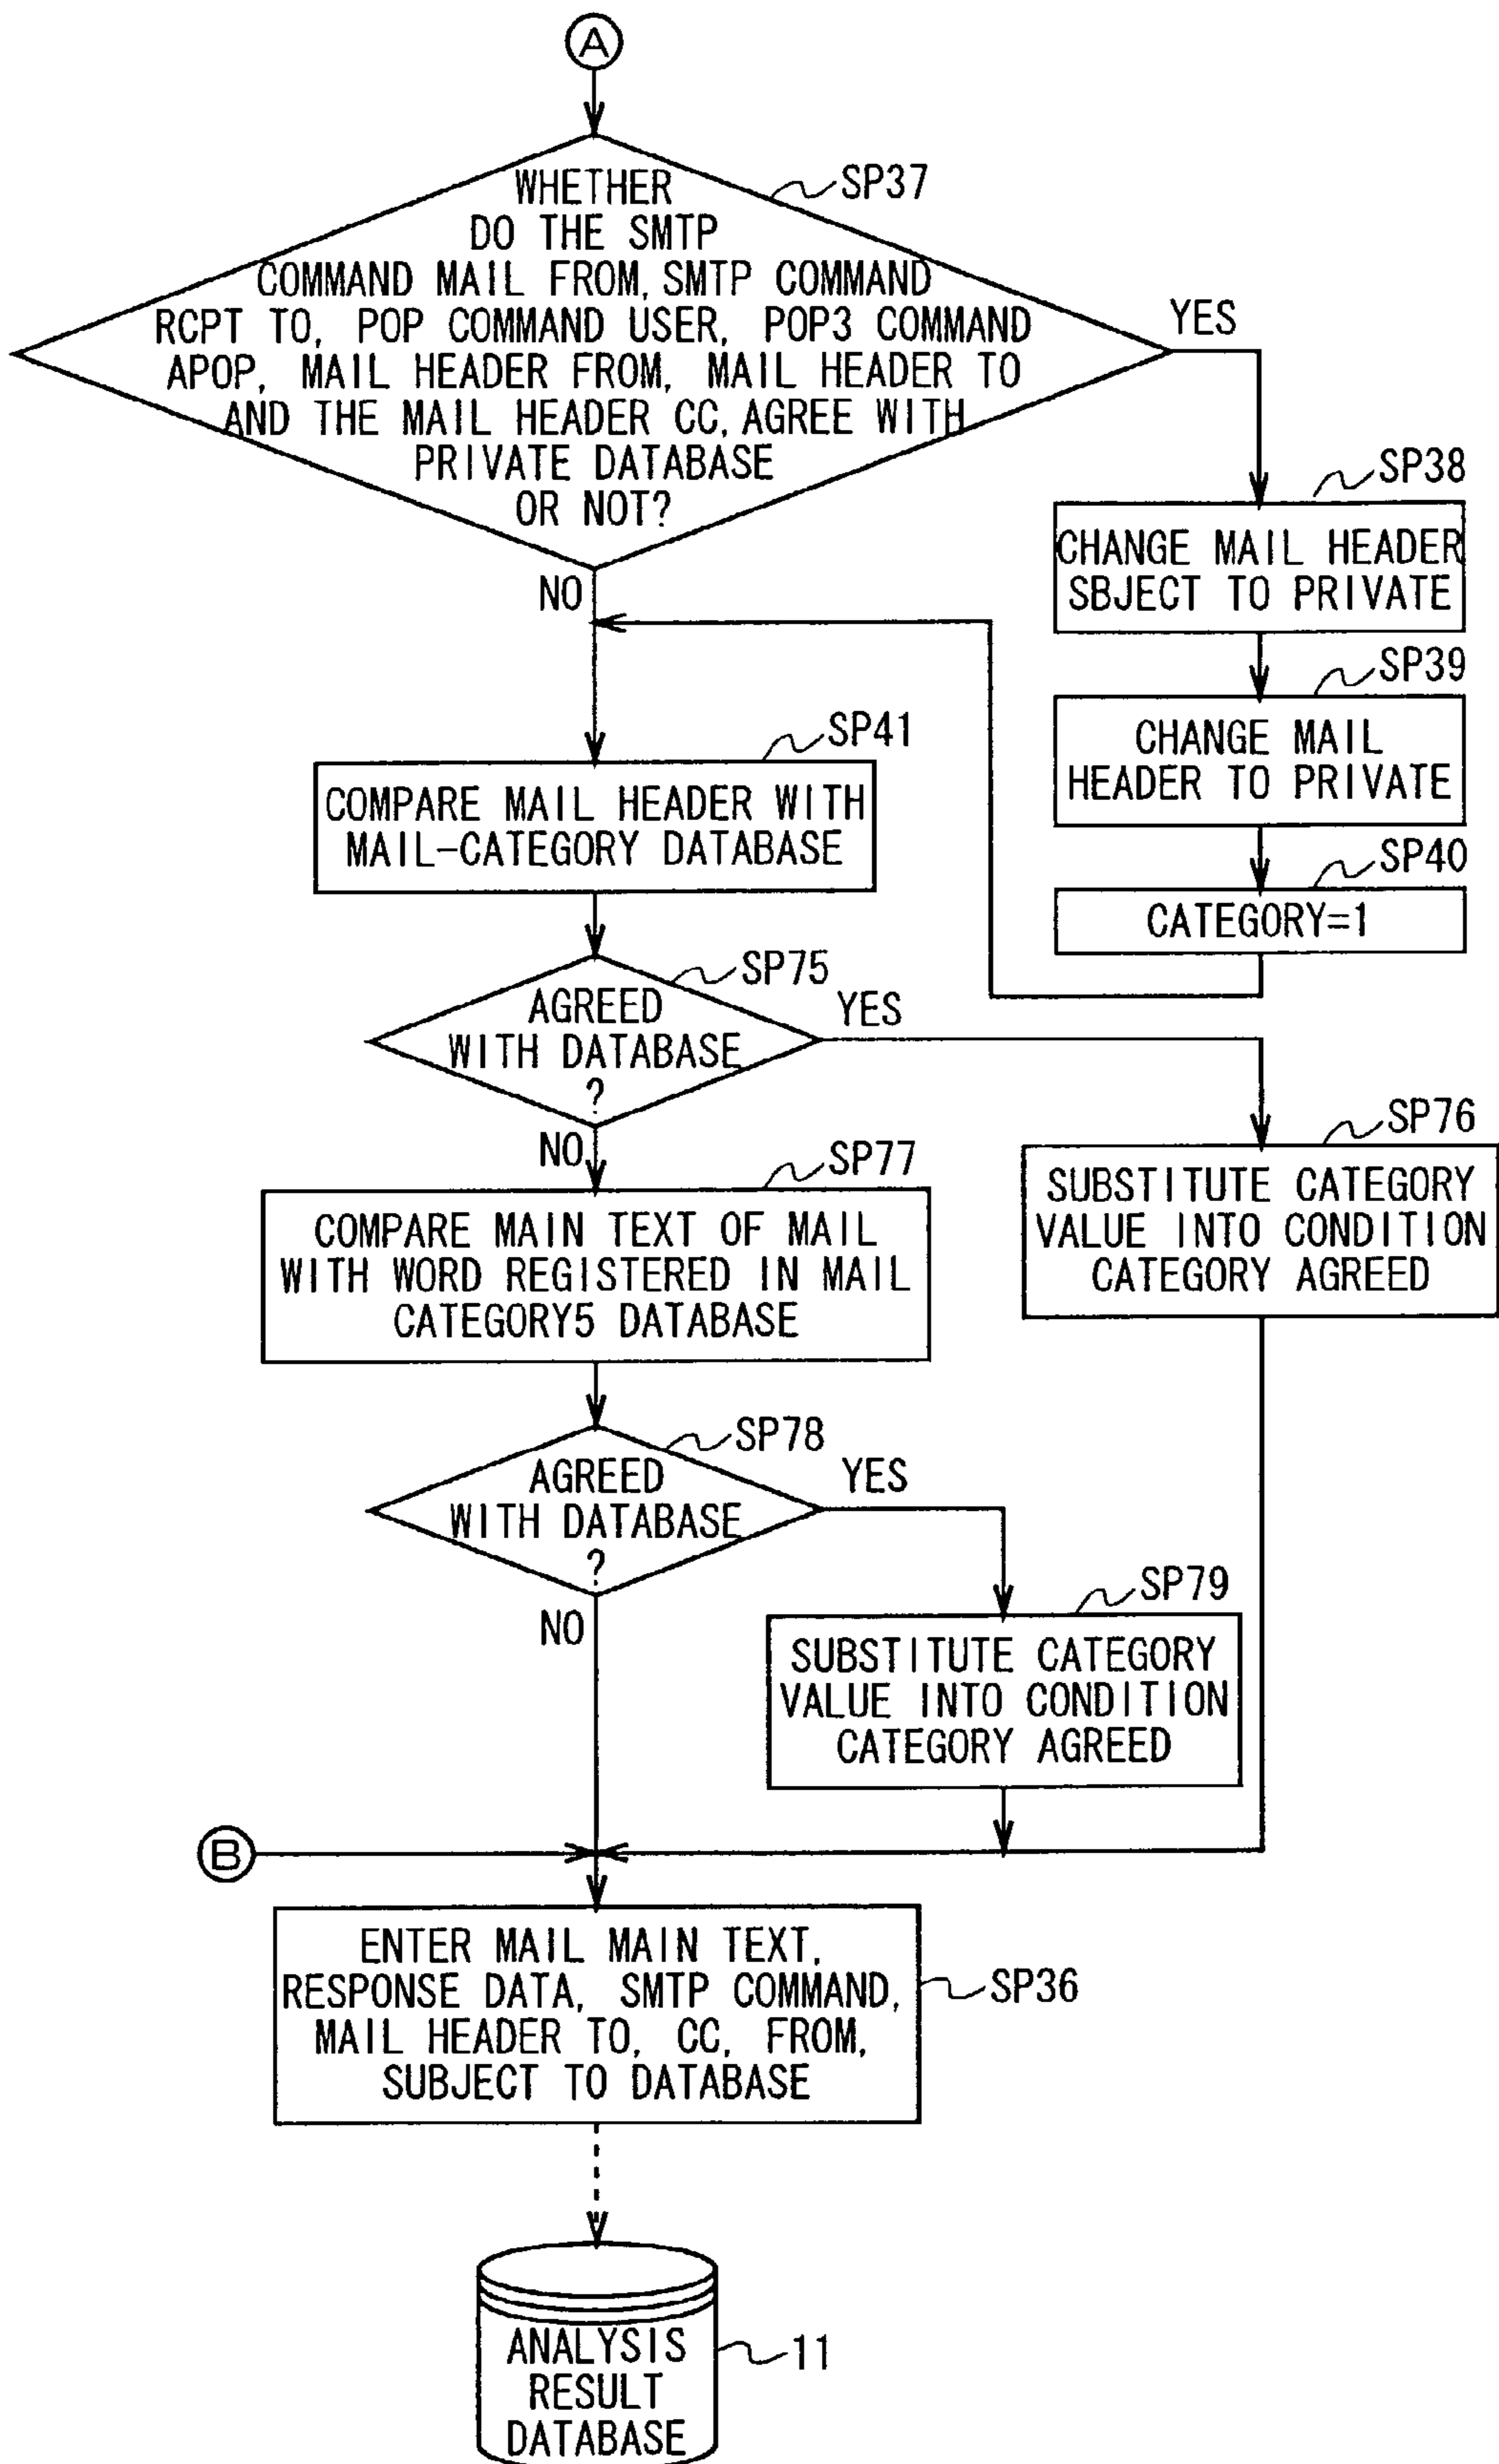 A
SP37
WHETHER
DO THE SMTP
COMMAND MAIL FROM, SMTP COMMAND
RCPT TO, POP COMMAND USER, POP3 COMMAND
APOP, MAIL HEADER FROM, MAIL HEADER TO
AND THE MAIL HEADER CC, AGREE WITH
PRIVATE DATABASE
OR NOT?
YES
NO
SP38
CHANGE MAIL HEADER
SBJECT TO PRIVATE
SP39
CHANGE MAIL
HEADER TO PRIVATE
SP40
CATEGORY=1
SP41
COMPARE MAIL HEADER WITH
MAIL-CATEGORY DATABASE
SP75
AGREED
WITH DATABASE
?
YES
NO
SP76
SUBSTITUTE CATEGORY
VALUE INTO CONDITION
CATEGORY AGREED
SP77
COMPARE MAIN TEXT OF MAIL
WITH WORD REGISTERED IN MAIL
CATEGORY5 DATABASE
SP78
AGREED
WITH DATABASE
?
YES
NO
SP79
SUBSTITUTE CATEGORY
VALUE INTO CONDITION
CATEGORY AGREED
B
SP36
ENTER MAIL MAIN TEXT,
RESPONSE DATA, SMTP COMMAND,
MAIL HEADER TO, CC, FROM,
SUBJECT TO DATABASE
11
ANALYSIS
RESULT
DATABASE